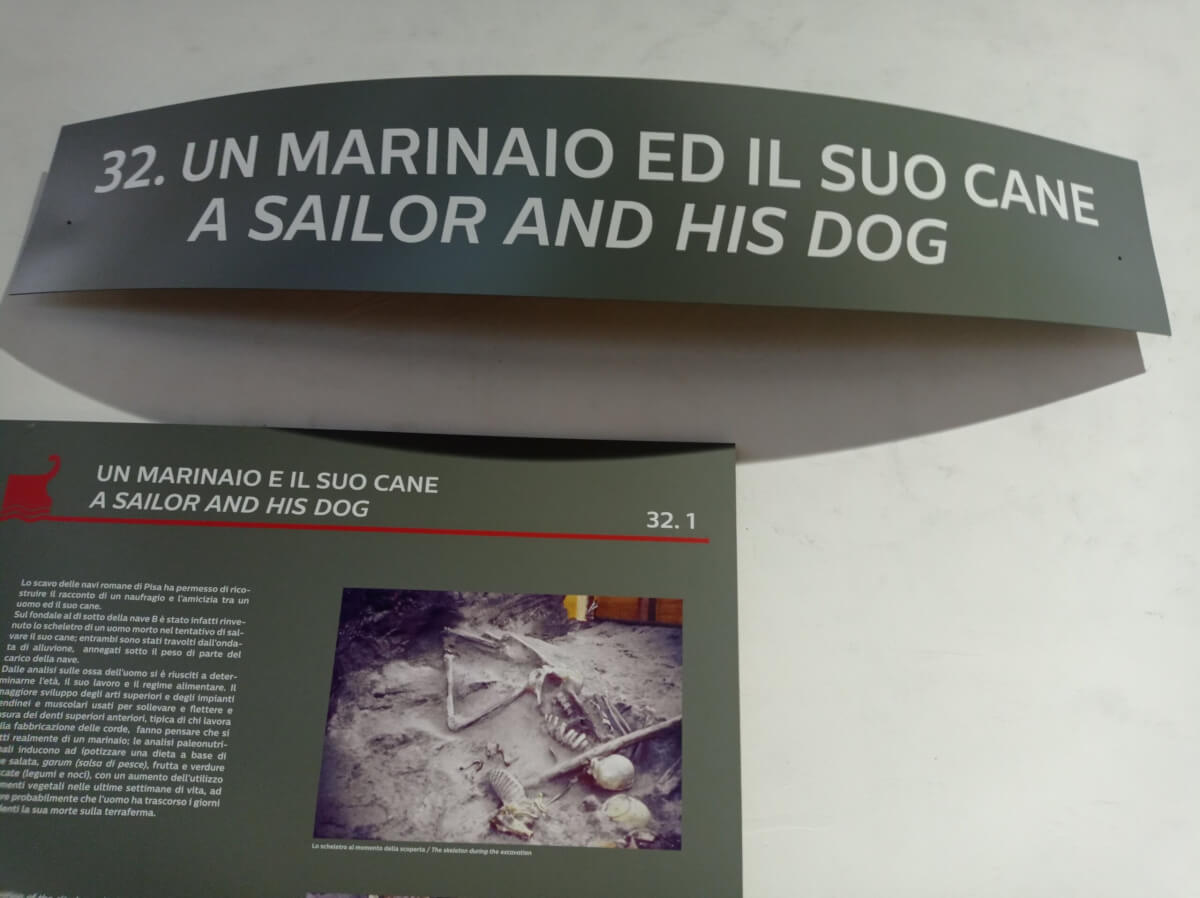 32. UN MARINAIO ED IL SUO CANE
A SAILOR AND HIS DOG
UN MARINAIO E IL SUO CANE
A SAILOR AND HIS DOG
32. 1
Lo scavo delle navi romane di Pisa ha permesso di rico-
struire il racconto di un naufragio e l'amicizia tra un
uomo ed il suo cane.
Sul fondale al di sotto della nave B è stato infatti rinve-
nuto lo scheletro di un uomo morto nel tentativo di sal-
vare il suo cane; entrambi sono stati travolti dall'onda-
ta di alluvione, annegati sotto il peso di parte del
carico della nave.
Dalle analisi sulle ossa dell'uomo si è riusciti a deter-
minarne l'età, il suo lavoro e il regime alimentare. Il
maggiore sviluppo degli arti superiori e degli impianti
endinei e muscolari usati per sollevare e flettere e
sura dei denti superiori anteriori, tipica di chi lavora
lla fabbricazione delle corde, fanno pensare che si
tti realmente di un marinaio; le analisi paleonutri-
nali inducono ad ipotizzare una dieta a base di
e salata, garum (salsa di pesce), frutta e verdure
cate (legumi e noci), con un aumento dell'utilizzo
menti vegetali nelle ultime settimane di vita, ad
re probabilmente che l'uomo ha trascorso i giorni
denti la sua morte sulla terraferma.
Lo scheletro al momento della scoperta / The skeleton during the excavation